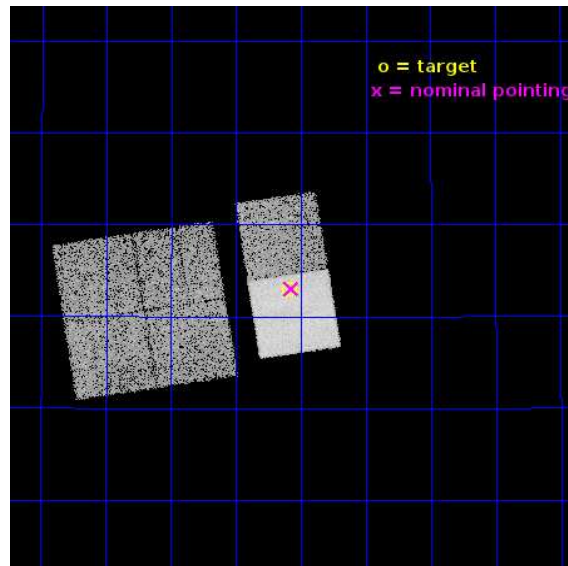 o = target
x = nominal pointing